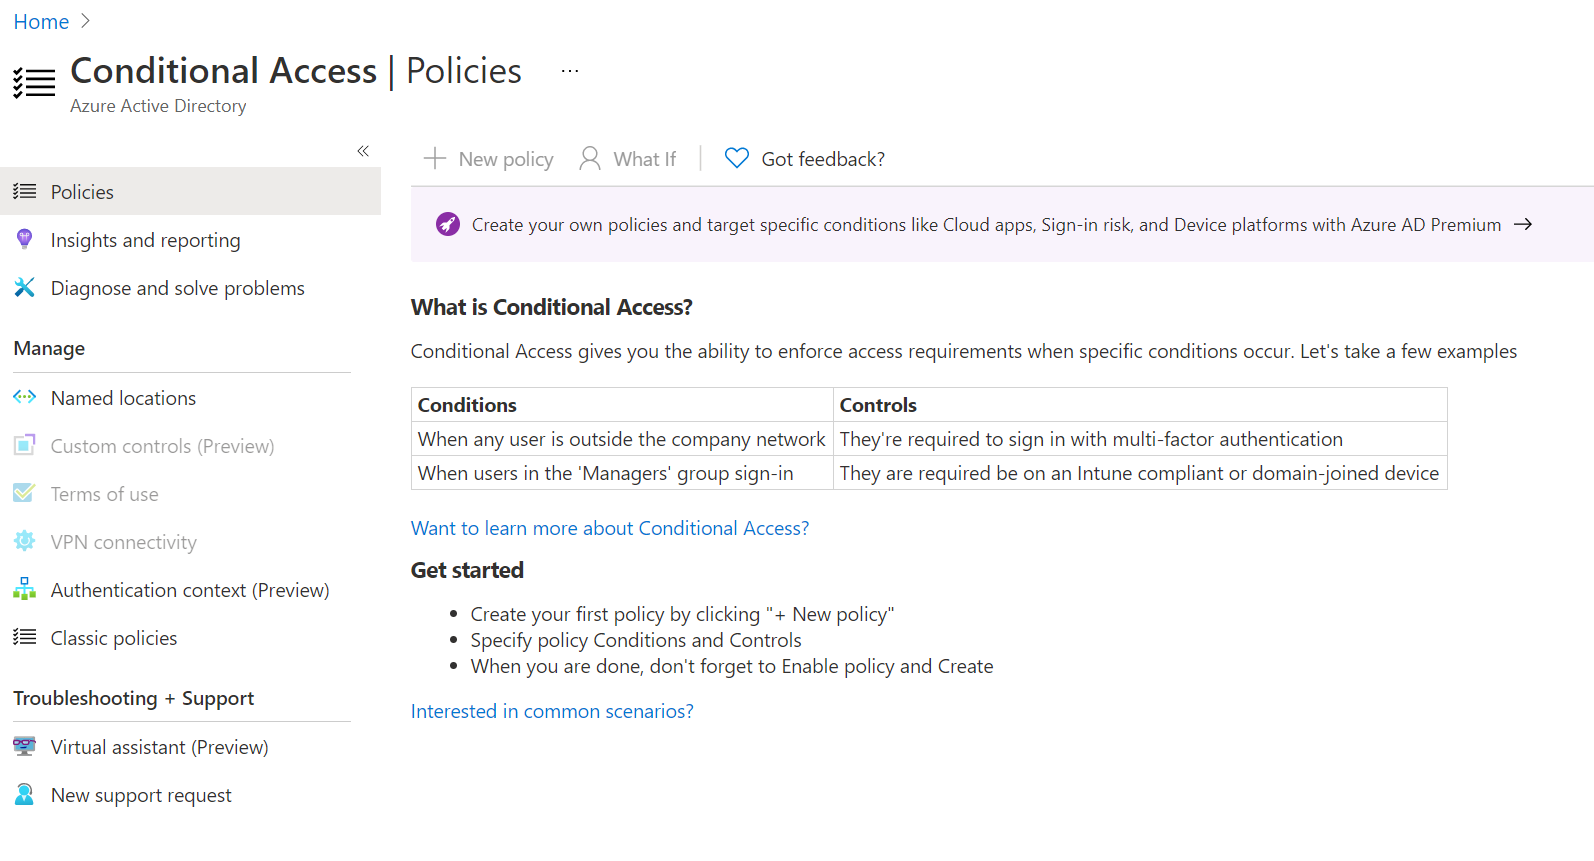 Home >
Conditional Access | Policies ...
Azure Active Directory
«
Policies
Insights and reporting
Diagnose and solve problems
Manage
Named locations
Custom controls (Preview)
Terms of use
VPN connectivity
Authentication context (Preview)
Classic policies
Troubleshooting + Support
Virtual assistant (Preview)
New support request
+ New policy What If | Got feedback?
Create your own policies and target specific conditions like Cloud apps, Sign-in risk, and Device platforms with Azure AD Premium →
What is Conditional Access?
Conditional Access gives you the ability to enforce access requirements when specific conditions occur. Let's take a few examples
Conditions Controls
When any user is outside the company network They're required to sign in with multi-factor authentication
When users in the 'Managers' group sign-in They are required be on an Intune compliant or domain-joined device
Want to learn more about Conditional Access?
Get started
• Create your first policy by clicking "+ New policy"
• Specify policy Conditions and Controls
• When you are done, don't forget to Enable policy and Create
Interested in common scenarios?